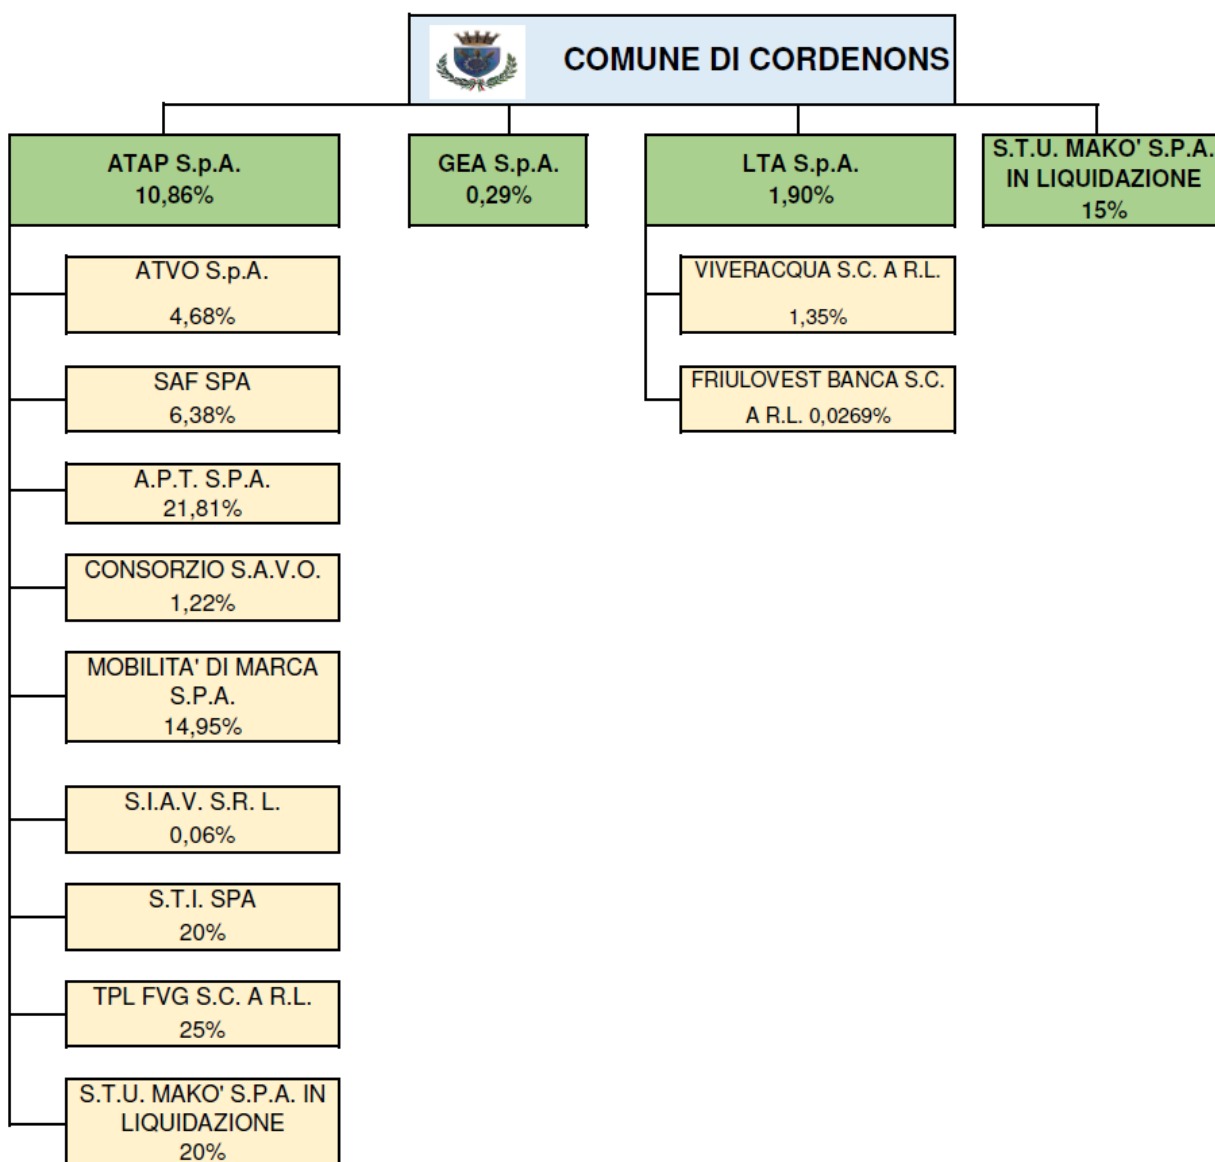 COMUNE DI CORDENONS
ATAP S.p.A.
10,86%
GEA S.p.A.
0,29%
LTA S.p.A.
1,90%
S.T.U. MAKO' S.P.A.
IN LIQUIDAZIONE
15%
ATVO S.p.A.
4,68%
SAF SPA
6,38%
A.P.T. S.P.A.
21,81%
CONSORZIO S.A.V.O.
1,22%
MOBILITA' DI MARCA
S.P.A.
14,95%
S.I.A.V. S.R. L.
0,06%
S.T.I. SPA
20%
TPL FVG S.C. A R.L.
25%
S.T.U. MAKO' S.P.A. IN
LIQUIDAZIONE
20%
VIVERACQUA S.C. A R.L.
1,35%
FRIULOVEST BANCA S.C.
A R.L. 0,0269%